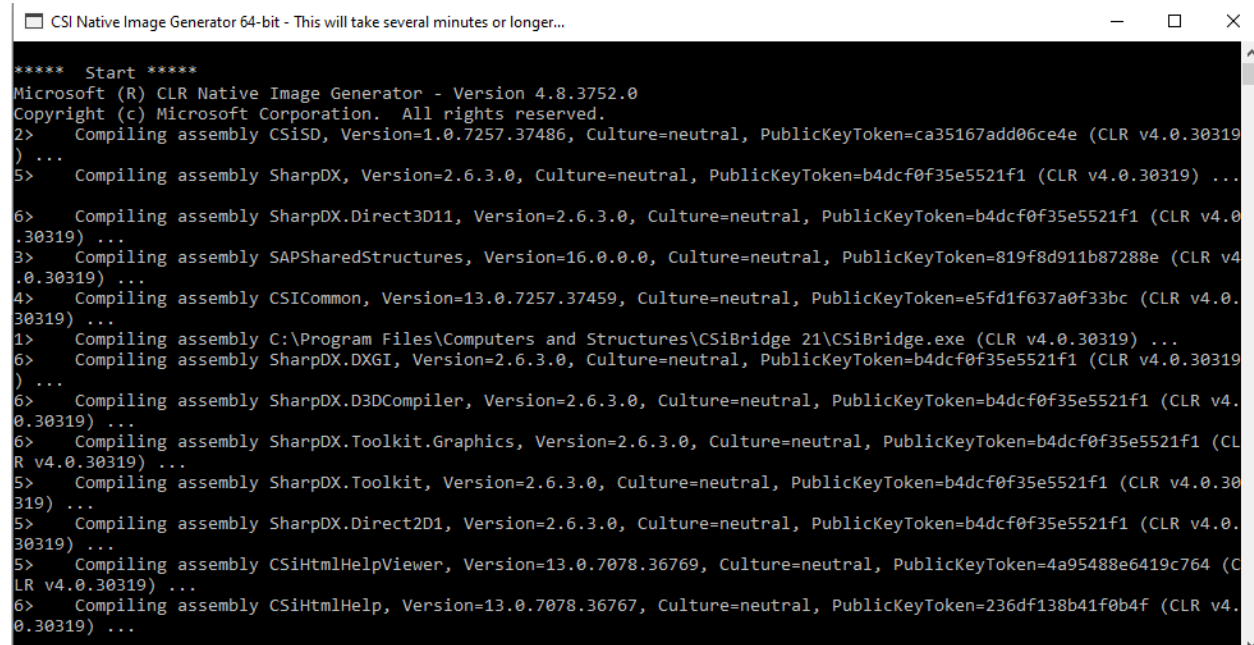 CSI Native Image Generator 64-bit - This will take several minutes or longer...
***** Start *****
Microsoft (R) CLR Native Image Generator - Version 4.8.3752.0
Copyright (c) Microsoft Corporation. All rights reserved.
2> Compiling assembly CSiSD, Version=1.0.7257.37486, Culture=neutral, PublicKeyToken=ca35167add06ce4e (CLR v4.0.30319
) ...
5> Compiling assembly SharpDX, Version=2.6.3.0, Culture=neutral, PublicKeyToken=b4dcf0f35e5521f1 (CLR v4.0.30319) ...
6> Compiling assembly SharpDX.Direct3D11, Version=2.6.3.0, Culture=neutral, PublicKeyToken=b4dcf0f35e5521f1 (CLR v4.0
.30319) ...
3> Compiling assembly SAPSharedStructures, Version=16.0.0.0, Culture=neutral, PublicKeyToken=819f8d911b87288e (CLR v4
.0.30319) ...
4> Compiling assembly CSICommon, Version=13.0.7257.37459, Culture=neutral, PublicKeyToken=e5fd1f637a0f33bc (CLR v4.0.
30319) ...
1> Compiling assembly C:\Program Files\Computers and Structures\CSiBridge 21\CSiBridge.exe (CLR v4.0.30319) ...
6> Compiling assembly SharpDX.DXGI, Version=2.6.3.0, Culture=neutral, PublicKeyToken=b4dcf0f35e5521f1 (CLR v4.0.30319
) ...
6> Compiling assembly SharpDX.D3DCompiler, Version=2.6.3.0, Culture=neutral, PublicKeyToken=b4dcf0f35e5521f1 (CLR v4.
0.30319) ...
6> Compiling assembly SharpDX.Toolkit.Graphics, Version=2.6.3.0, Culture=neutral, PublicKeyToken=b4dcf0f35e5521f1 (CL
R v4.0.30319) ...
5> Compiling assembly SharpDX.Toolkit, Version=2.6.3.0, Culture=neutral, PublicKeyToken=b4dcf0f35e5521f1 (CLR v4.0.30
319) ...
5> Compiling assembly SharpDX.Direct2D1, Version=2.6.3.0, Culture=neutral, PublicKeyToken=b4dcf0f35e5521f1 (CLR v4.0.
30319) ...
5> Compiling assembly CSiHtmlHelpViewer, Version=13.0.7078.36769, Culture=neutral, PublicKeyToken=4a95488e6419c764 (C
LR v4.0.30319) ...
6> Compiling assembly CSiHtmlHelp, Version=13.0.7078.36767, Culture=neutral, PublicKeyToken=236df138b41f0b4f (CLR v4.
0.30319) ...